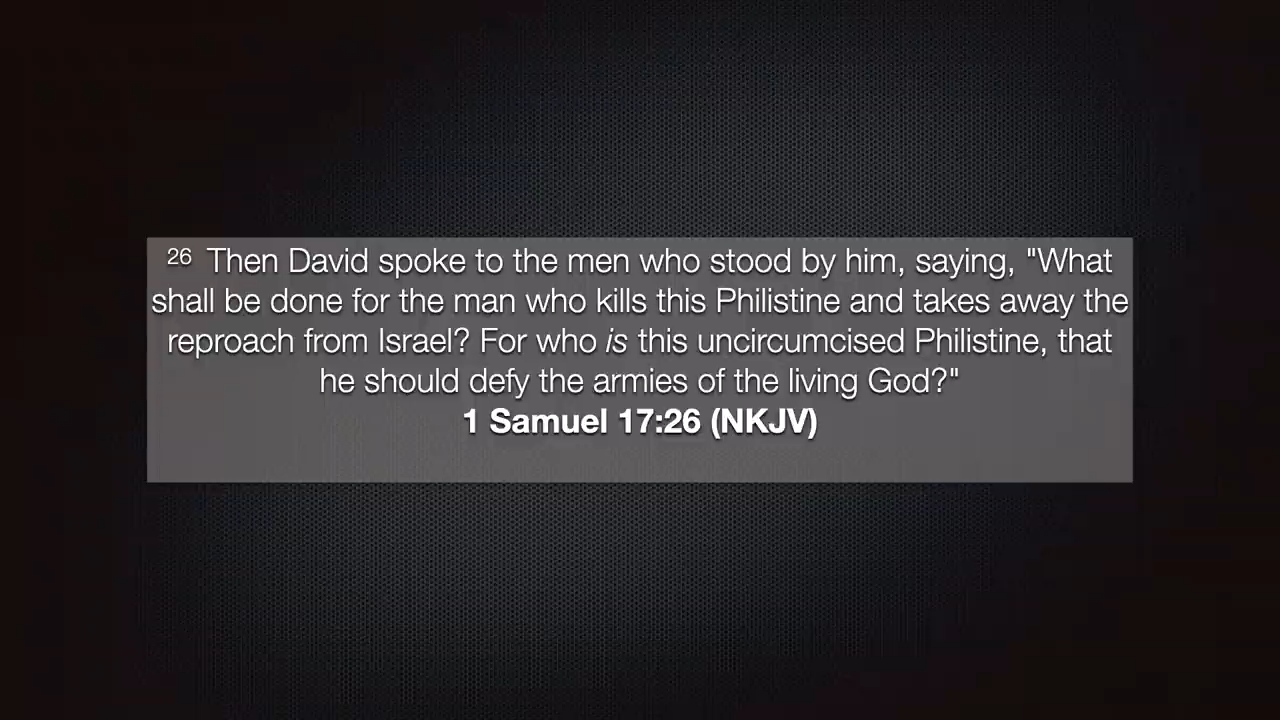 26 Then David spoke to the men who stood by him, saying, "What
shall be done for the man who kills this Philistine and takes away the
reproach from Israel? For who is this uncircumcised Philistine, that
he should defy the armies of the living God?"
1 Samuel 17:26 (NKJV)